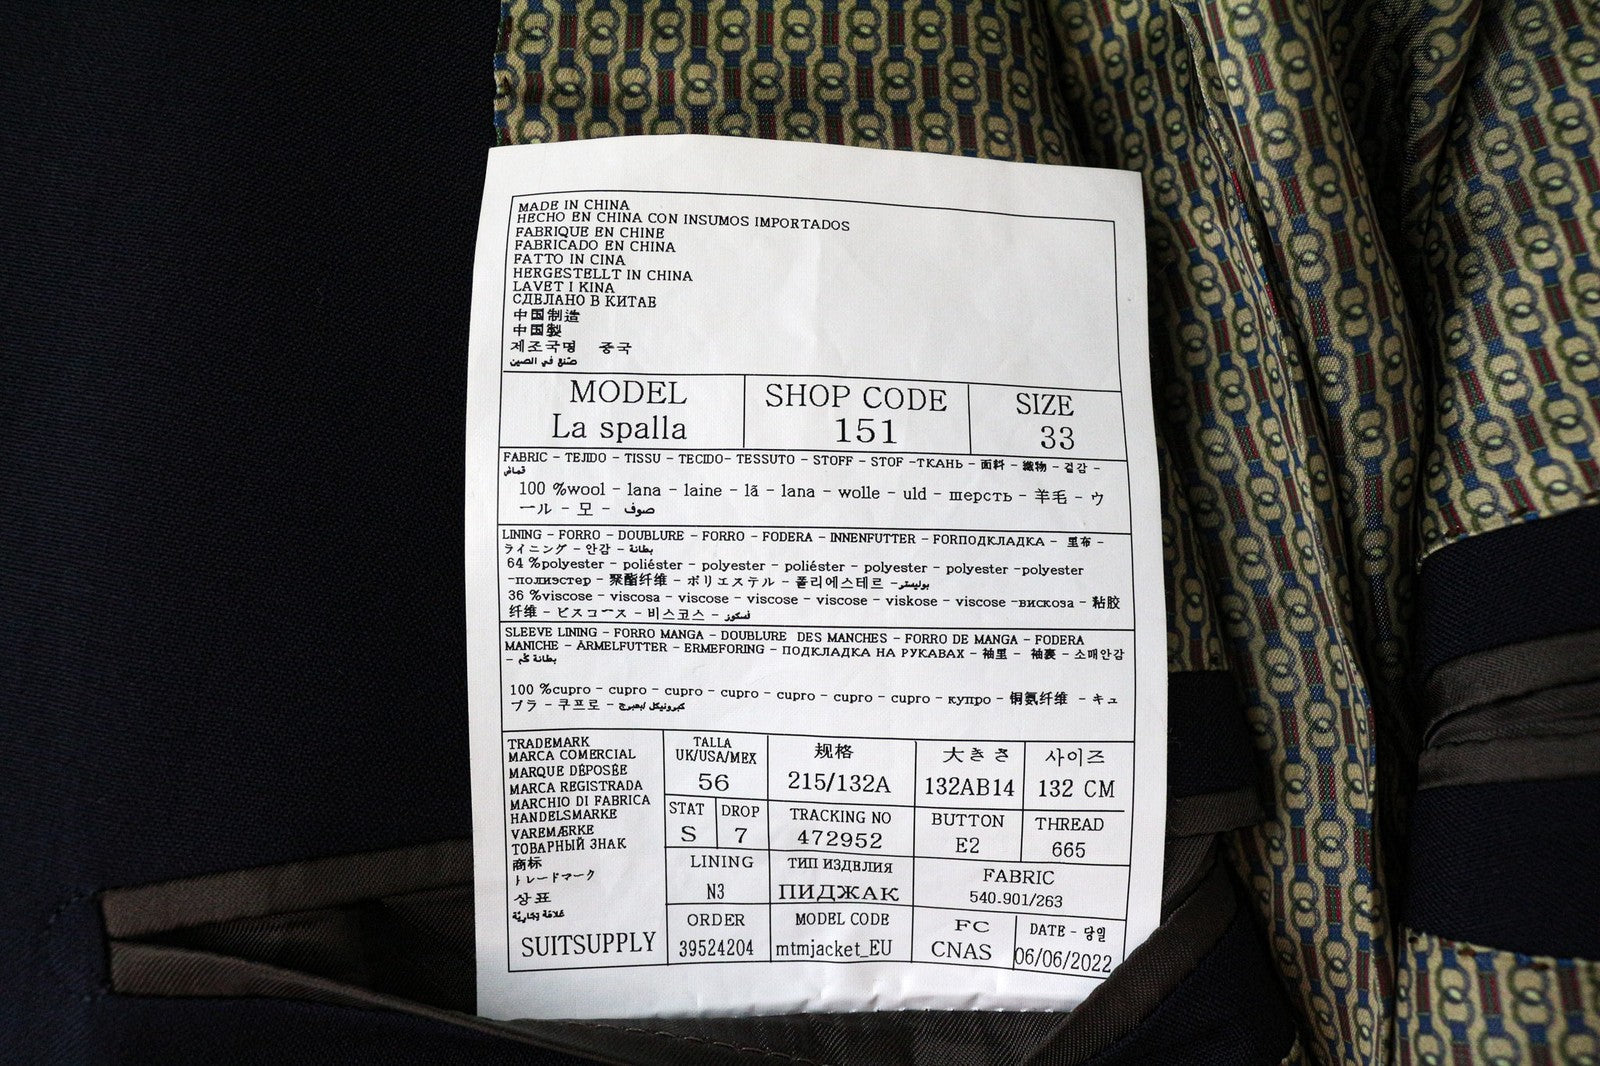 MADE IN CHINA
HECHO EN CHINA CON INSUMOS IMPORTADOS
FABRIQUE EN CHINE
FABRICADO EN CHINA
FATTO IN CINA
HERGESTELLT IN CHINA
LAVET I KINA
СДЕЛАНО В КИТАЕ
中国制造
中国製
제조국명 중국
صنع في الصين
MODEL
La spalla
SHOP CODE
151
SIZE
33
FABRIC - TEJIDO - TISSU - TECIDO- TESSUTO - STOFF - STOF -ТКАНЬ - 面料 - 織物 - 겉감 -
قماش
100 %wool - lana - laine - lã - lana - wolle - uld - шерсть - 羊毛 - ウ
ール - 모 - صوف
LINING - FORRO - DOUBLURE - FORRO - FODERA - INNENFUTTER - FORПОДКЛАДКА - 里布 -
ライニング - 안감 - بطانة
64 %polyester - poliéster - polyester - poliéster - polyester - polyester -polyester
-полиэстер - 聚酯纤维 - ポリエステル - 폴리에스테르 - بوليستر
36 %viscose - viscosa - viscose - viscose - viscose - viskose - viscose -вискоза - 粘胶
纤维 - ビスコース - 비스코스 - فسكوز
SLEEVE LINING - FORRO MANGA - DOUBLURE DES MANCHES - FORRO DE MANGA - FODERA
MANICHE - ARMELFUTTER - ERMEFORING - ПОДКЛАДКА НА РУКАВАХ - 袖里 - 袖裏 - 소매안감
- بطانة كم
100 %cupro - cupro - cupro - cupro - cupro - cupro - cupro - купро - 铜氨纤维 - キュ
プラ - 쿠프로 -
TRADEMARK
MARCA COMERCIAL
MARQUE DÉPOSÉE
MARCA REGISTRADA
MARCHIO DI FABRICA
HANDELSMARKE
VAREMÆRKE
ТОВАРНЫЙ ЗНАК
商标
トレードマーク
상표
علامة تجارية
SUITSUPPLY
TALLA
UK/USA/MEX
56
规格
215/132A
大きさ
132AB14
사이즈
132 CM
STAT
S
DROP
7
TRACKING NO
472952
BUTTON
E2
THREAD
665
LINING
N3
ТИП ИЗДЕЛИЯ
ПИДЖАК
FABRIC
540.901/263
ORDER
39524204
MODEL CODE
mtmjacket_EU
FC
CNAS
DATE - 당일
06/06/2022